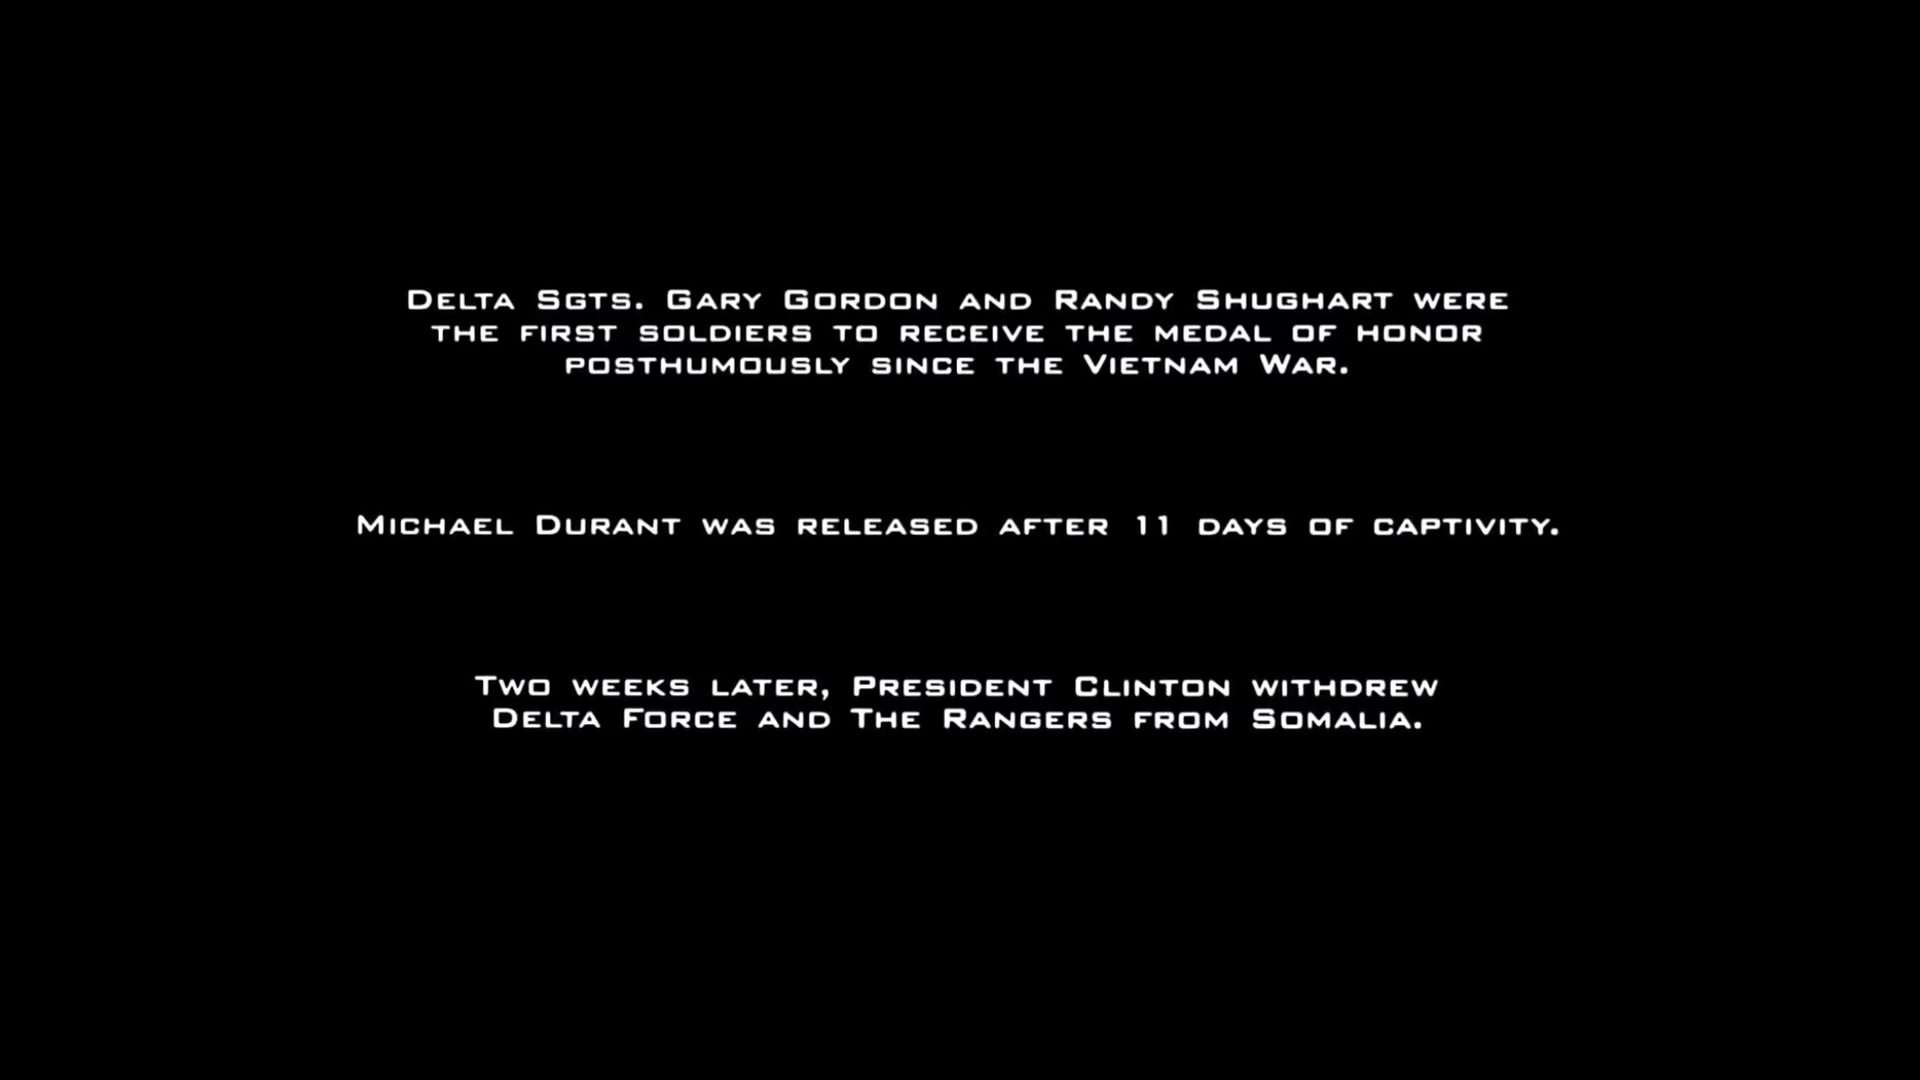 Delta Sgts. Gary Gordon and Randy Shughart were
the first soldiers to receive the medal of honor
posthumously since the Vietnam War.
Michael Durant was released after 11 days of captivity.
Two weeks later, President Clinton withdrew
Delta Force and The Rangers from Somalia.